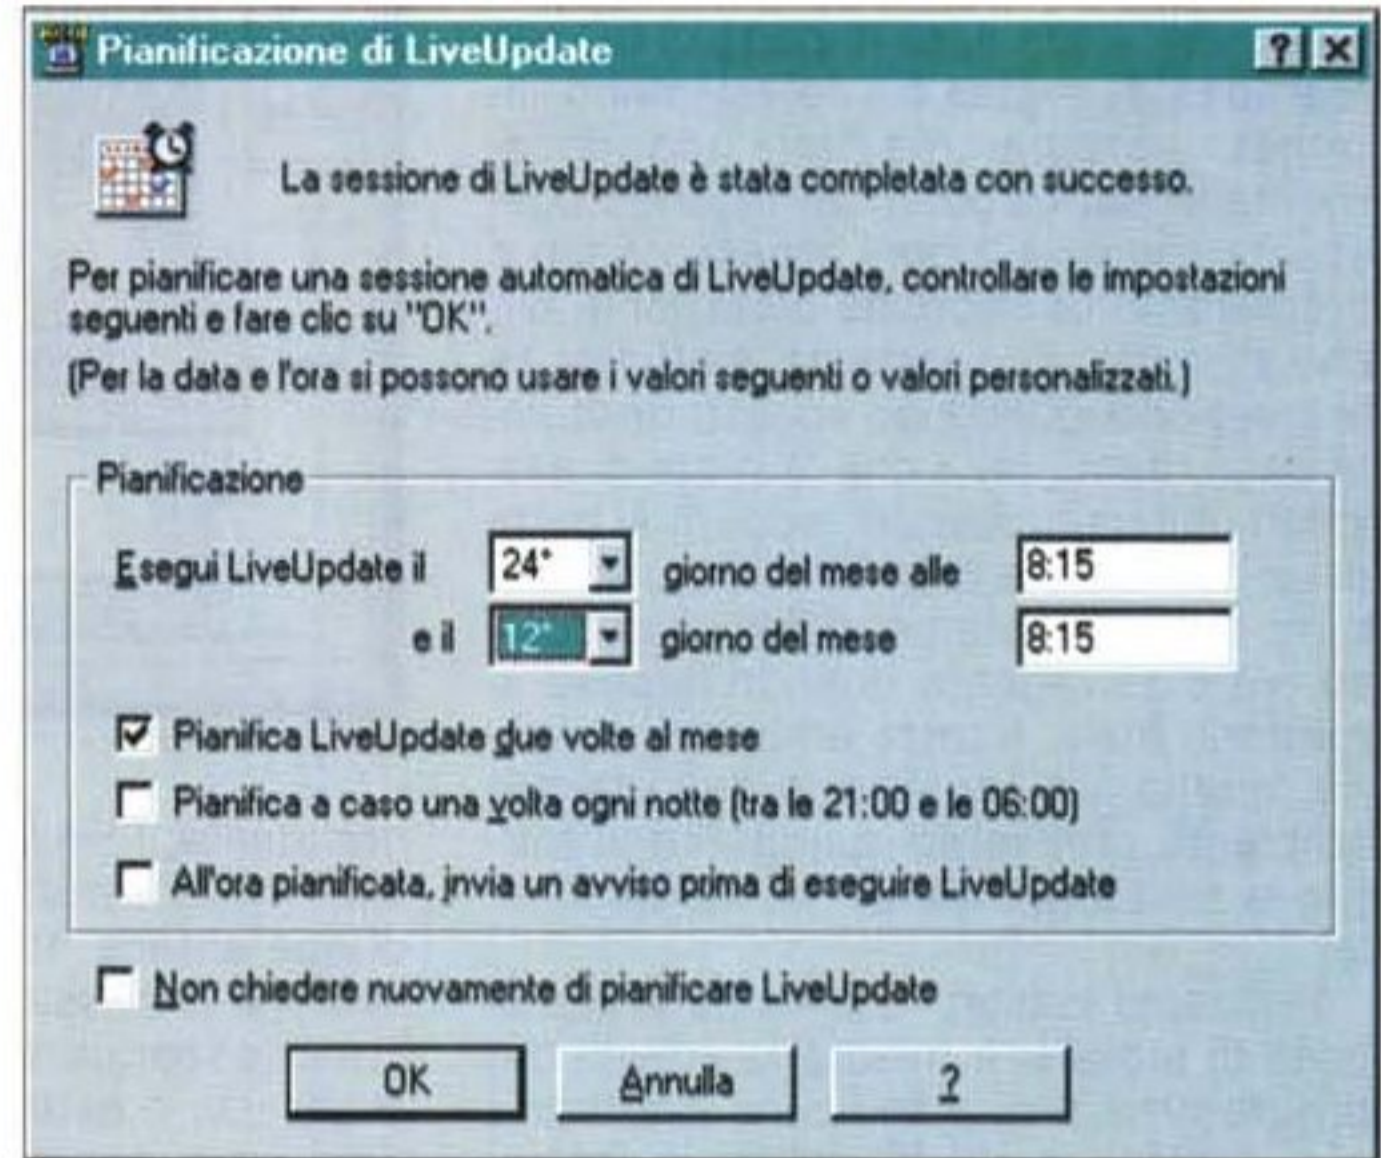 Pianificazione di LiveUpdate
La sessione di LiveUpdate è stata completata con successo.
Per pianificare una sessione automatica di LiveUpdate, controllare le impostazioni
seguenti e fare clic su "OK".
(Per la data e l'ora si possono usare i valori seguenti o valori personalizzati.)
Pianificazione
Esegui LiveUpdate il 24° giorno del mese alle 8:15
e il 12° giorno del mese 8:15
Pianifica LiveUpdate due volte al mese
Pianifica a caso una volta ogni notte (tra le 21:00 e le 06:00)
All'ora pianificata, invia un avviso prima di eseguire LiveUpdate
Non chiedere nuovamente di pianificare LiveUpdate
OK Annulla ?